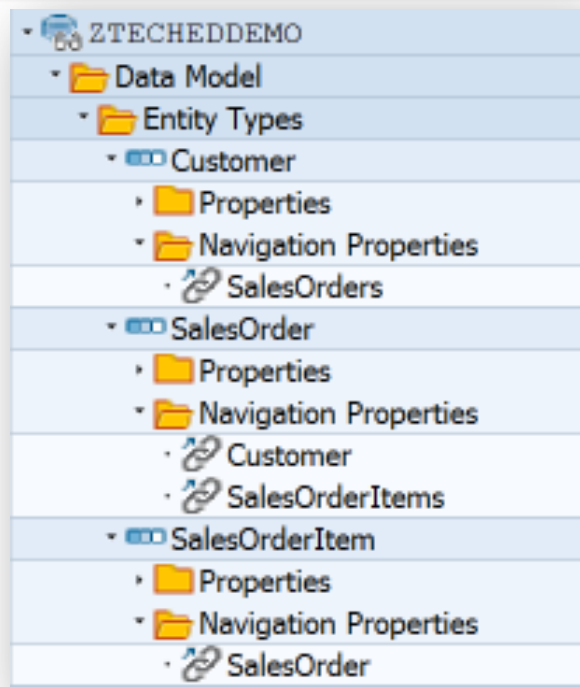 ZTECHEDDEMO
Data Model
Entity Types
Customer
Properties
Navigation Properties
SalesOrders
SalesOrder
Properties
Navigation Properties
Customer
SalesOrderItems
SalesOrderItem
Properties
Navigation Properties
SalesOrder